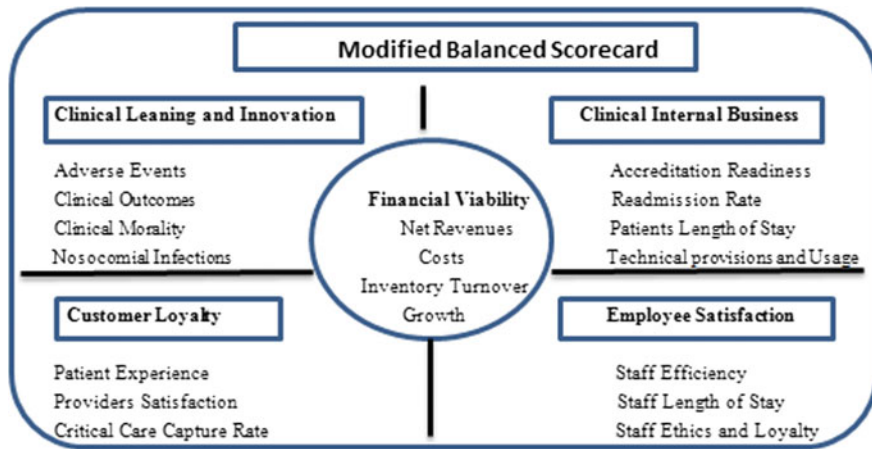 Modified Balanced Scorecard
Clinical Leaning and Innovation
Adverse Events
Clinical Outcomes
Clinical Morality
Nosocomial Infections
Clinical Internal Business
Accreditation Readiness
Readmission Rate
Patients Length of Stay
Technical provisions and Usage
Financial Viability
Net Revenues
Costs
Inventory Turnover
Growth
Customer Loyalty
Patient Experience
Providers Satisfaction
Critical Care Capture Rate
Employee Satisfaction
Staff Efficiency
Staff Length of Stay
Staff Ethics and Loyalty